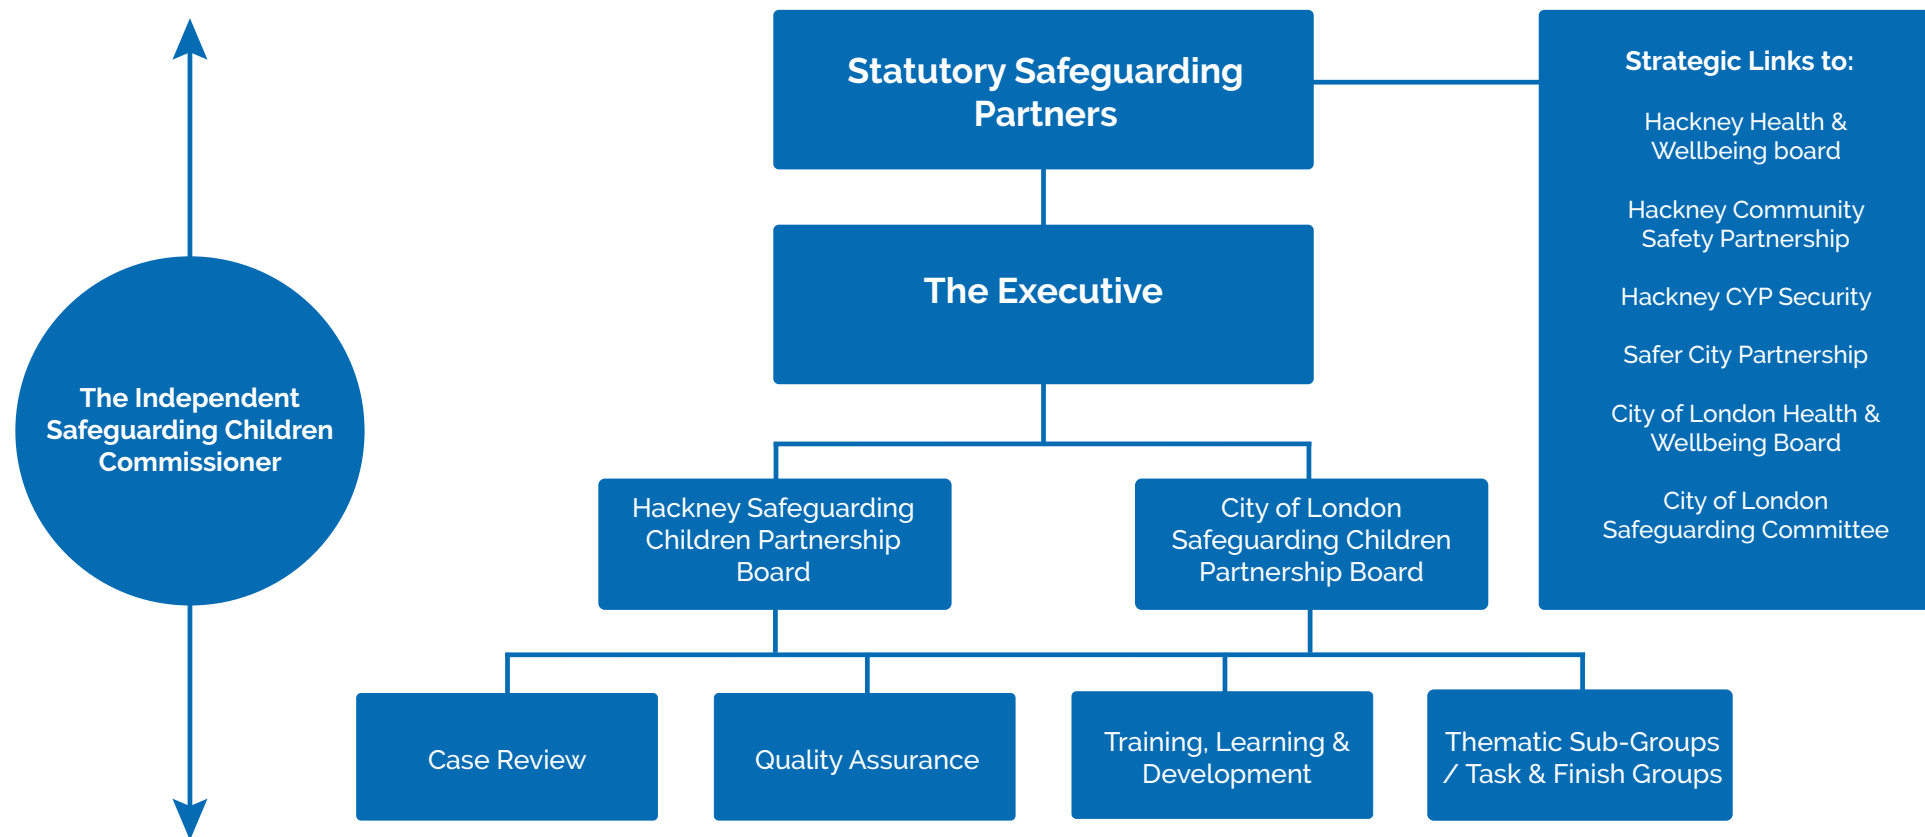 Statutory Safeguarding
Partners
Strategic Links to:
Hackney Health &
Wellbeing board
Hackney Community
Safety Partnership
Hackney CYP Security
Safer City Partnership
City of London Health &
Wellbeing Board
City of London
Safeguarding Committee
The Executive
The Independent
Safeguarding Children
Commissioner
Hackney Safeguarding
Children Partnership
Board
City of London
Safeguarding Children
Partnership Board
Case Review
Quality Assurance
Training, Learning &
Development
Thematic Sub-Groups
/ Task & Finish Groups